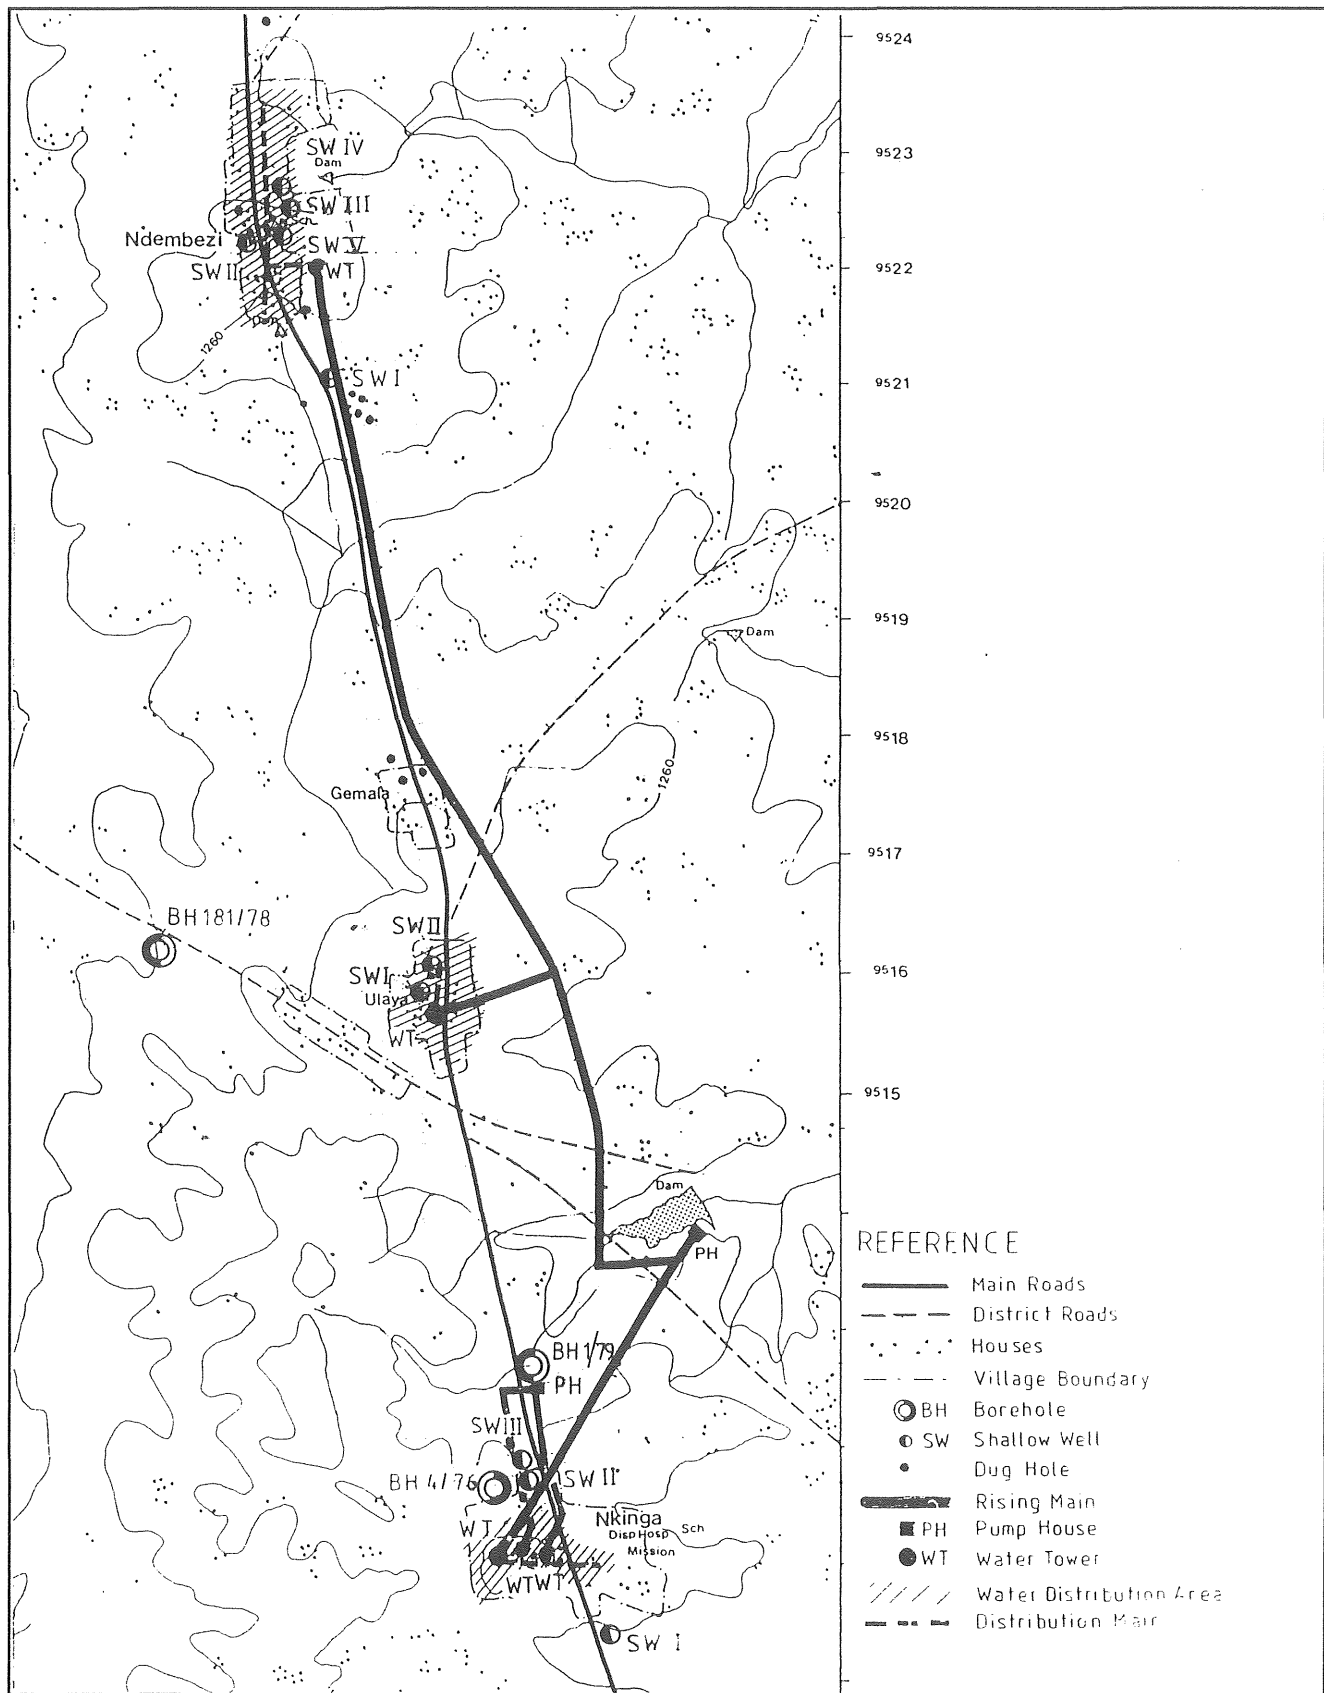 9524
9523
SW IV
Dam
SW III
Ndembezi
SW V
9522
SW II
WT
1260
9521
SW I
9520
9519
Dam
9518
1260
Gemala
9517
BH 181/78
SW II
9516
SW I
Ulaya
WT
9515
Dam
PH
REFERENCE
Main Roads
District Roads
Houses
Village Boundary
BH Borehole
SW Shallow Well
Dug Hole
Rising Main
PH Pump House
WT Water Tower
Water Distribution Area
Distribution Main
BH 1/79
PH
SW III
BH 4/76
SW II
WT
Nkinga
Disp Hosp Sch
Mission
WT WT
SW I